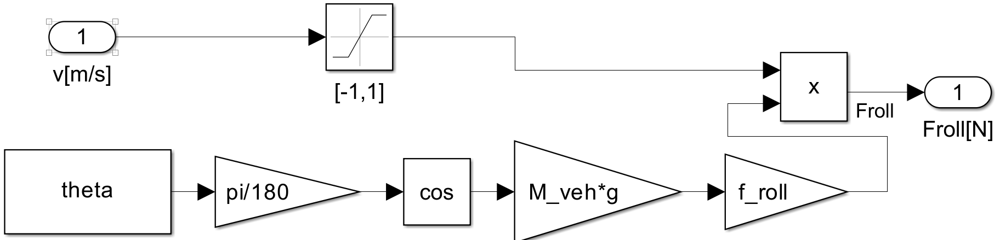 1
v[m/s]
[-1,1]
x
Froll
1
Froll[N]
theta
pi/180
cos
M_veh*g
f_roll